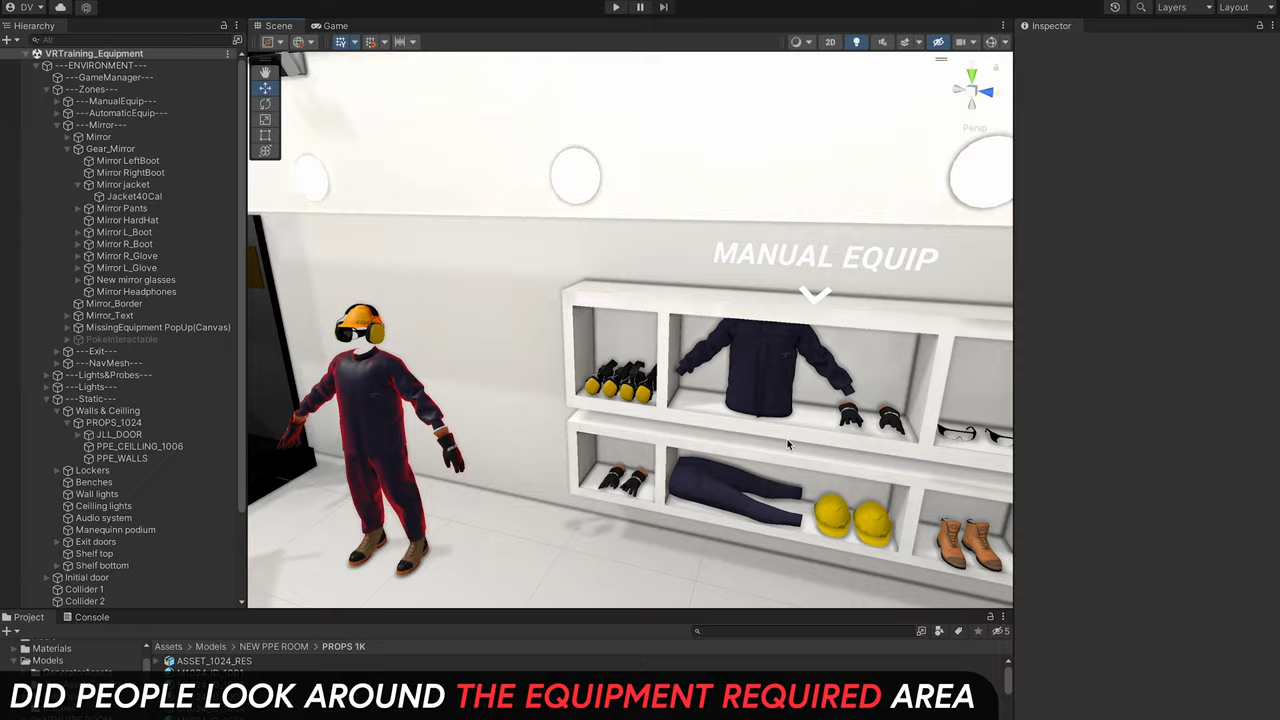 DV
Layers
Layout
Hierarchy
Scene
Game
Inspector
All
2D
VRTraining_Equipment
---ENVIRONMENT---
---GameManager---
---Zones---
---ManualEquip---
---AutomaticEquip---
---Mirror---
Mirror
Gear_Mirror
Mirror LeftBoot
Mirror RightBoot
Mirror jacket
Jacket40Cal
Mirror Pants
Mirror HardHat
Mirror L_Boot
Mirror R_Boot
Mirror R_Glove
Mirror L_Glove
New mirror glasses
Mirror Headphones
Mirror_Border
Mirror_Text
MissingEquipment PopUp(Canvas)
PokeInteractable
---Exit---
---NavMesh---
---Lights&Probes---
---Lights---
---Static---
Walls & Ceilling
PROPS_1024
JLL_DOOR
PPE_CEILLING_1006
PPE_WALLS
Lockers
Benches
Wall lights
Ceilling lights
Audio system
Manequinn podium
Exit doors
Shelf top
Shelf bottom
Initial door
Collider 1
Collider 2
Persp
MANUAL EQUIP
Project
Console
5
Materials
Models
Assets
Models
NEW PPE ROOM
PROPS 1K
ASSET_1024_RES
DID PEOPLE LOOK AROUND THE EQUIPMENT REQUIRED AREA